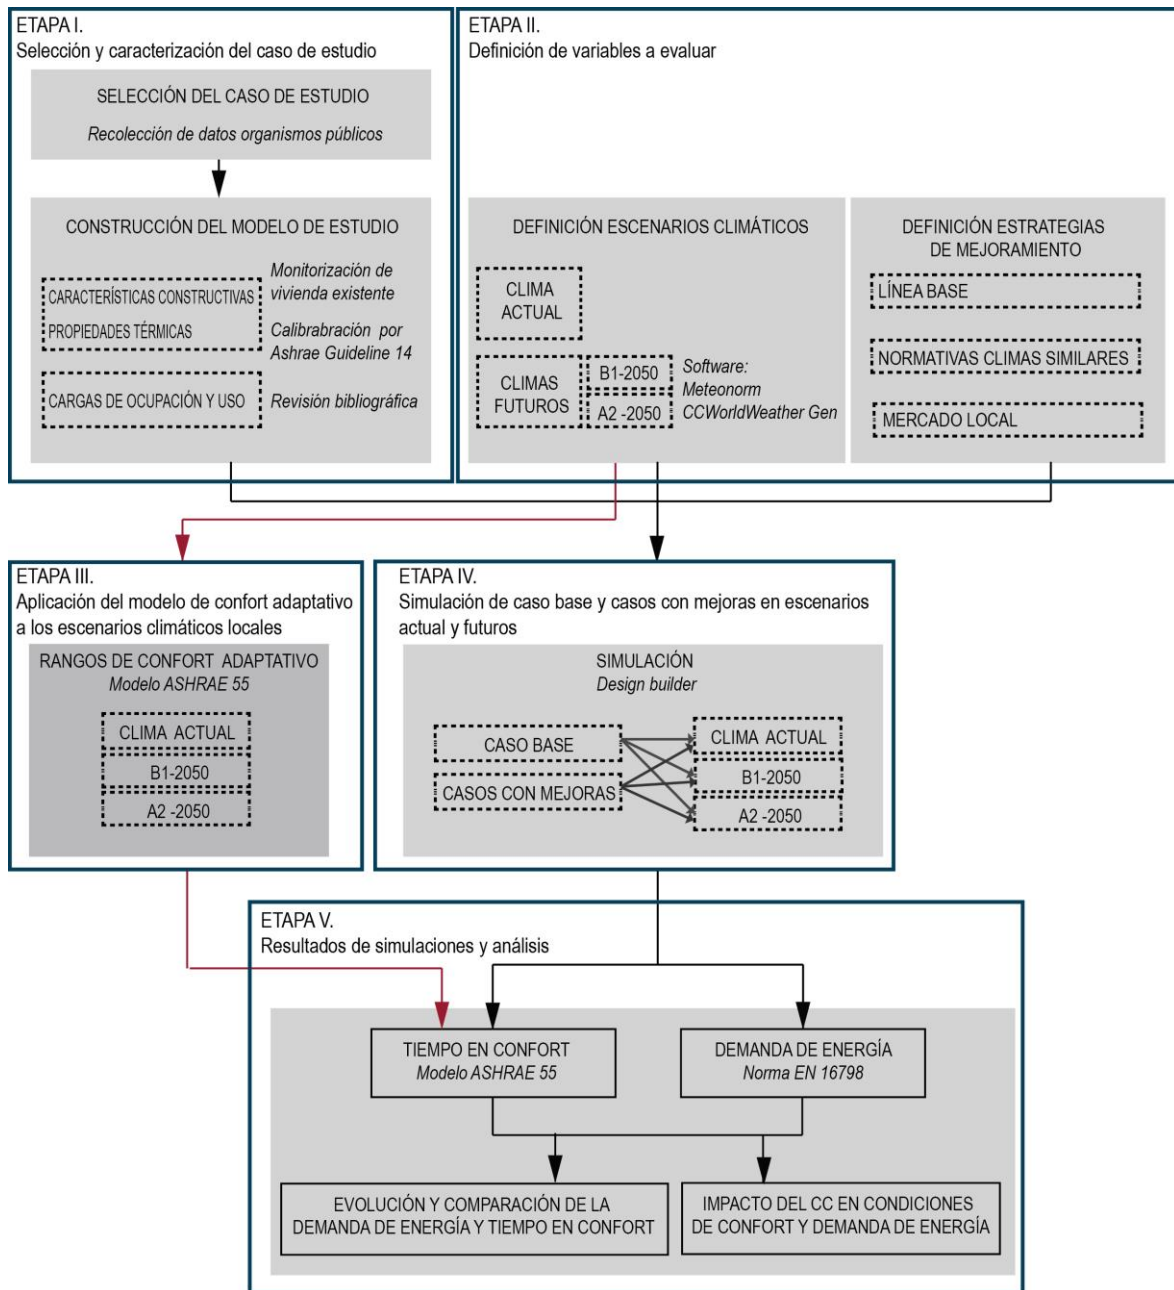 ETAPA I.
Selección y caracterización del caso de estudio
SELECCIÓN DEL CASO DE ESTUDIO
Recolección de datos organismos públicos
CONSTRUCCIÓN DEL MODELO DE ESTUDIO
CARACTERÍSTICAS CONSTRUCTIVAS
PROPIEDADES TÉRMICAS
Monitorización de
vivienda existente
Calibrabración por
Ashrae Guideline 14
CARGAS DE OCUPACIÓN Y USO
Revisión bibliográfica
ETAPA II.
Definición de variables a evaluar
DEFINICIÓN ESCENARIOS CLIMÁTICOS
CLIMA
ACTUAL
CLIMAS
FUTUROS
B1-2050
A2 -2050
Software:
Meteonorm
CCWorldWeather Gen
DEFINICIÓN ESTRATEGIAS
DE MEJORAMIENTO
LÍNEA BASE
NORMATIVAS CLIMAS SIMILARES
MERCADO LOCAL
ETAPA III.
Aplicación del modelo de confort adaptativo
a los escenarios climáticos locales
RANGOS DE CONFORT ADAPTATIVO
Modelo ASHRAE 55
CLIMA ACTUAL
B1-2050
A2 -2050
ETAPA IV.
Simulación de caso base y casos con mejoras en escenarios
actual y futuros
SIMULACIÓN
Design builder
CASO BASE
CASOS CON MEJORAS
CLIMA ACTUAL
B1-2050
A2 -2050
ETAPA V.
Resultados de simulaciones y análisis
TIEMPO EN CONFORT
Modelo ASHRAE 55
DEMANDA DE ENERGÍA
Norma EN 16798
EVOLUCIÓN Y COMPARACIÓN DE LA
DEMANDA DE ENERGÍA Y TIEMPO EN CONFORT
IMPACTO DEL CC EN CONDICIONES
DE CONFORT Y DEMANDA DE ENERGÍA